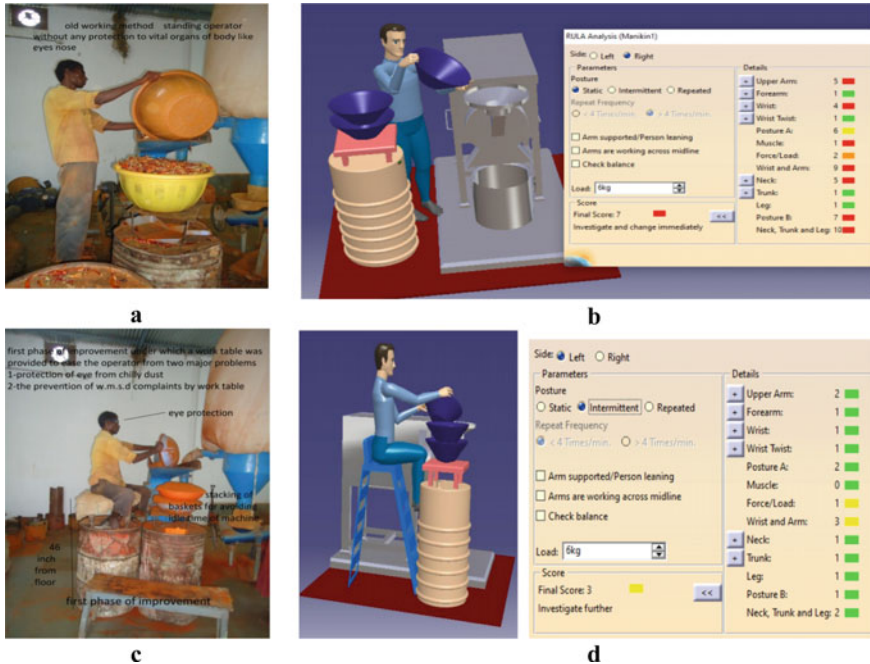 old working method standing operator
without any protection to vital organs of body like
eyes nose
a
RULA Analysis (Manikin1)
Side: Left Right
Parameters
Posture
Static Intermittent Repeated
Repeat Frequency
< 4 Times/min. > 4 Times/min.
Arm supported/Person leaning
Arms are working across midline
Check balance
Load: 6kg
Score
Final Score: 7 <<
Investigate and change immediately
Details
+ Upper Arm: 5
+ Forearm: 1
+ Wrist: 4
+ Wrist Twist: 1
Posture A: 6
Muscle: 1
Force/Load: 2
Wrist and Arm: 9
+ Neck: 5
+ Trunk: 1
Leg: 1
Posture B: 7
Neck, Trunk and Leg: 10
b
first phase of improvement under which a work table was
provided to ease the operator from two major problems
1-protection of eye from chilly dust
2-the prevention of w.m.s.d complaints by work table
eye protection
stacking of
baskets for avoiding
idle time of machine
46
inch
from
floor
first phase of improvement
c
Side: Left Right
Parameters
Posture
Static Intermittent Repeated
Repeat Frequency
< 4 Times/min. > 4 Times/min.
Arm supported/Person leaning
Arms are working across midline
Check balance
Load: 6kg
Score
Final Score: 3 <<
Investigate further
Details
+ Upper Arm: 2
+ Forearm: 1
+ Wrist: 1
+ Wrist Twist: 1
Posture A: 2
Muscle: 0
Force/Load: 1
Wrist and Arm: 3
+ Neck: 1
+ Trunk: 1
Leg: 1
Posture B: 1
Neck, Trunk and Leg: 2
d